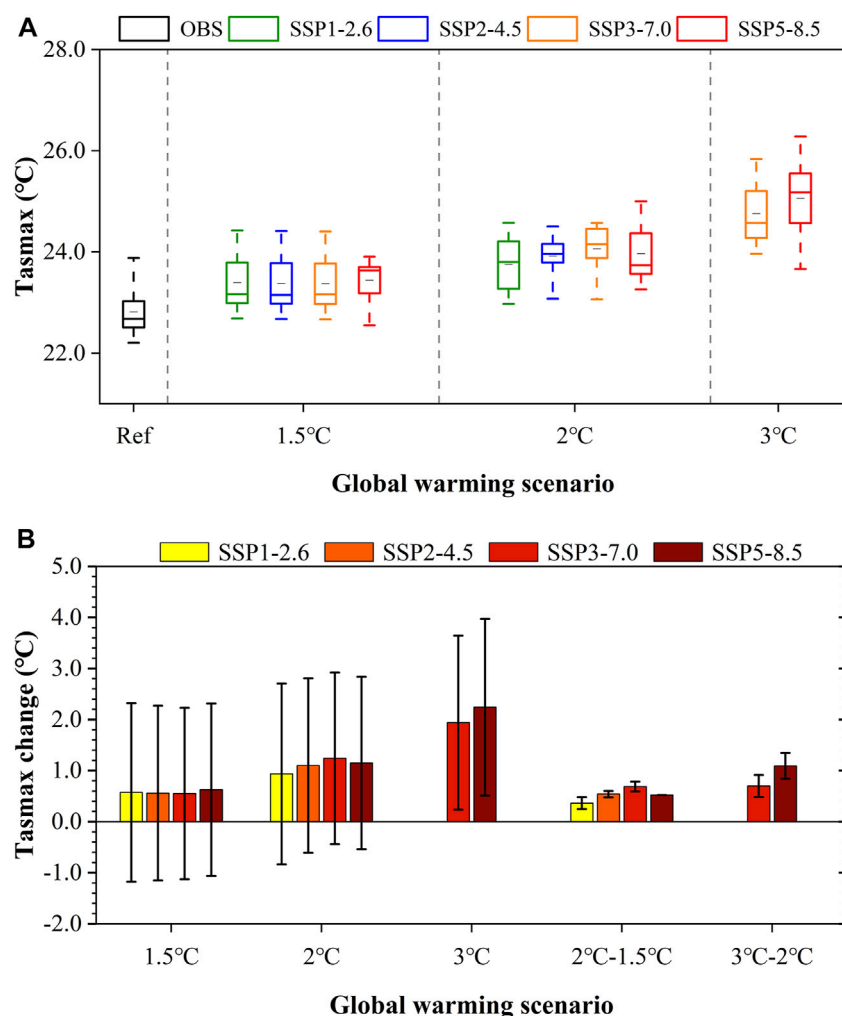 A
OBS SSP1-2.6 SSP2-4.5 SSP3-7.0 SSP5-8.5
28.0
26.0
24.0
22.0
Tasmax (℃)
Ref 1.5℃ 2℃ 3℃
Global warming scenario
B
SSP1-2.6 SSP2-4.5 SSP3-7.0 SSP5-8.5
5.0
4.0
3.0
2.0
1.0
0.0
-1.0
-2.0
Tasmax change (℃)
1.5℃ 2℃ 3℃ 2℃-1.5℃ 3℃-2℃
Global warming scenario